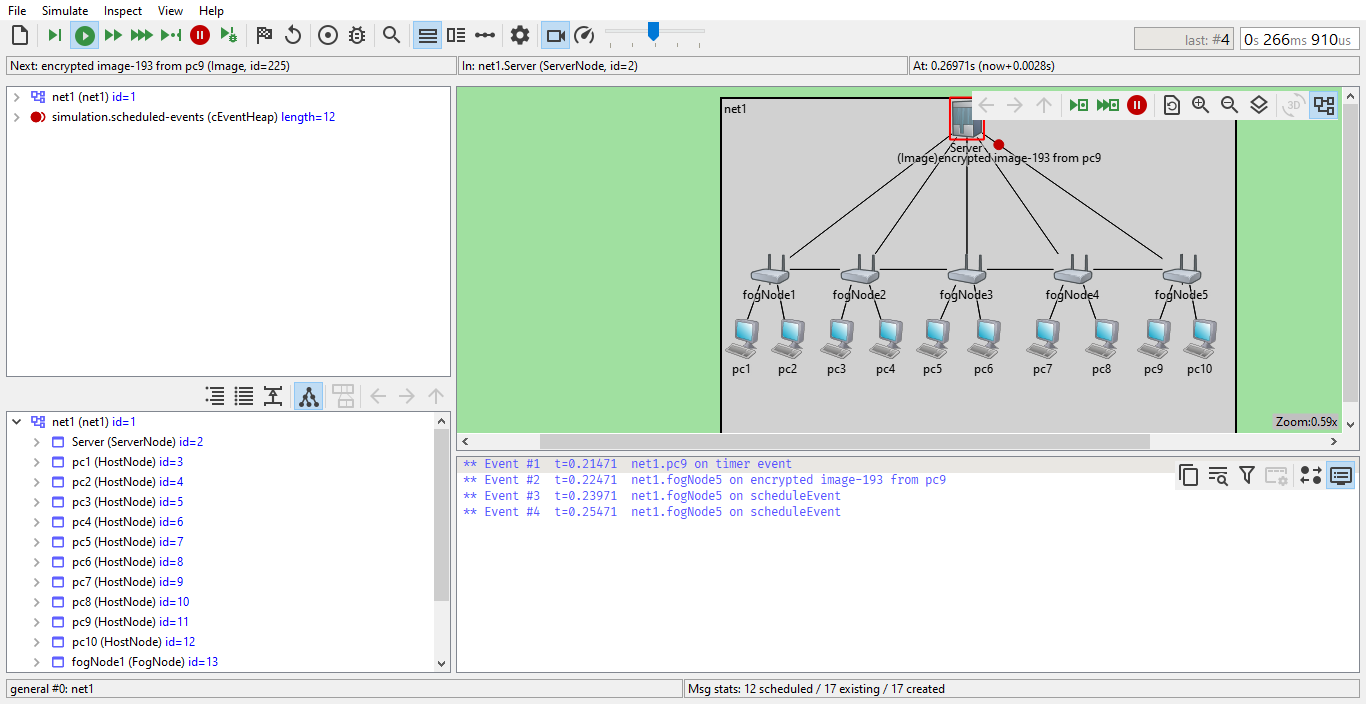 File Simulate Inspect View Help
last: #4 0s 266ms 910us
Next: encrypted image-193 from pc9 (Image, id=225) In: net1.Server (ServerNode, id=2) At: 0.26971s (now+0.0028s)
net1 (net1) id=1
simulation.scheduled-events (cEventHeap) length=12
net1
3D
Server
(Image)encrypted image-193 from pc9
fogNode1 fogNode2 fogNode3 fogNode4 fogNode5
pc1 pc2 pc3 pc4 pc5 pc6 pc7 pc8 pc9 pc10
Zoom:0.59x
net1 (net1) id=1
Server (ServerNode) id=2
pc1 (HostNode) id=3
pc2 (HostNode) id=4
pc3 (HostNode) id=5
pc4 (HostNode) id=6
pc5 (HostNode) id=7
pc6 (HostNode) id=8
pc7 (HostNode) id=9
pc8 (HostNode) id=10
pc9 (HostNode) id=11
pc10 (HostNode) id=12
fogNode1 (FogNode) id=13
** Event #1 t=0.21471 net1.pc9 on timer event
** Event #2 t=0.22471 net1.fogNode5 on encrypted image-193 from pc9
** Event #3 t=0.23971 net1.fogNode5 on scheduleEvent
** Event #4 t=0.25471 net1.fogNode5 on scheduleEvent
general #0: net1 Msg stats: 12 scheduled / 17 existing / 17 created